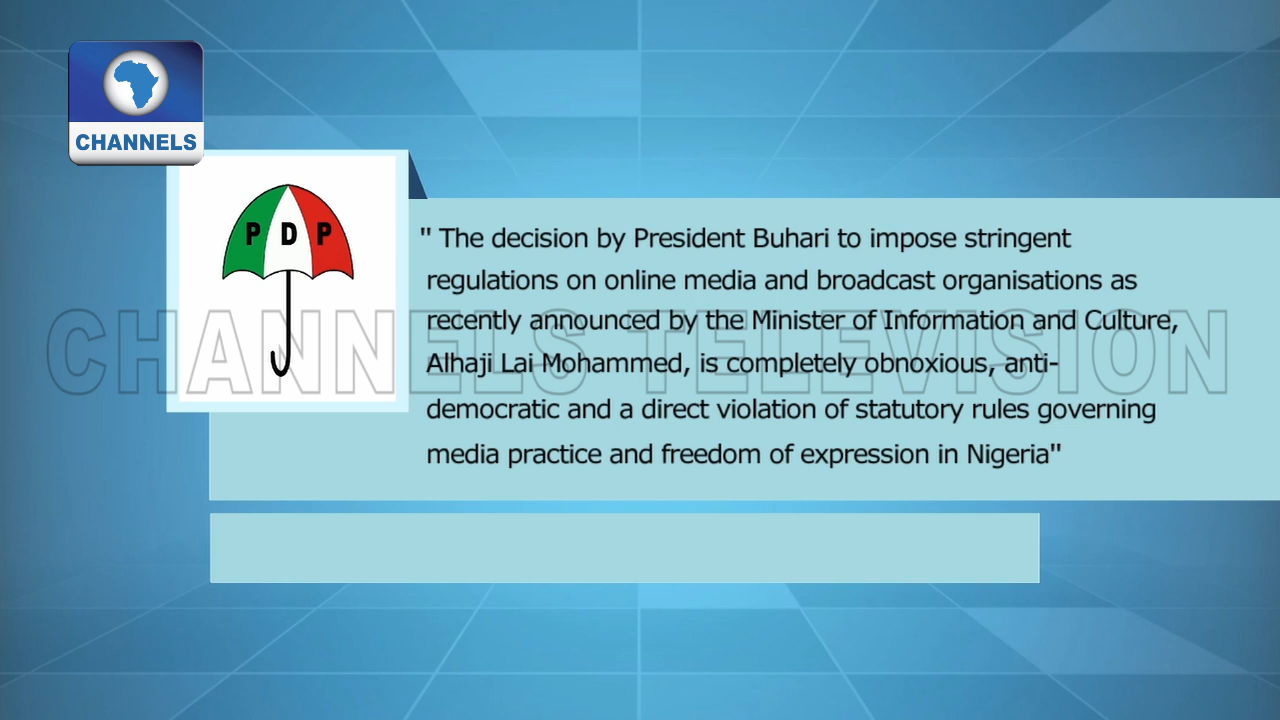 CHANNELS
P D P
" The decision by President Buhari to impose stringent
regulations on online media and broadcast organisations as
recently announced by the Minister of Information and Culture,
Alhaji Lai Mohammed, is completely obnoxious, anti-
democratic and a direct violation of statutory rules governing
media practice and freedom of expression in Nigeria"
CHANNELS TELEVISION